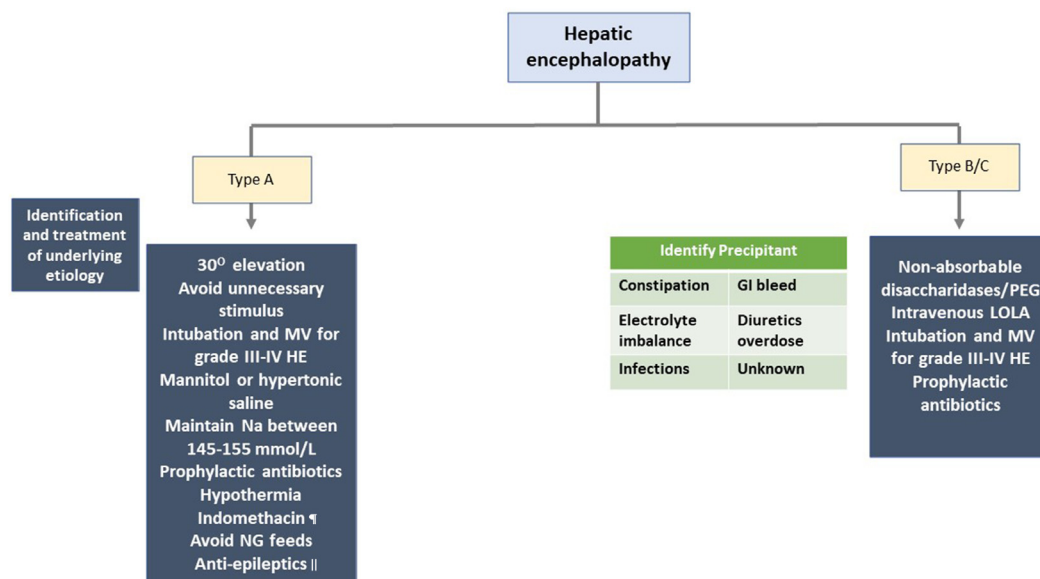 Hepatic
encephalopathy
Type A
Type B/C
Identification
and treatment
of underlying
etiology
30⁰ elevation
Avoid unnecessary
stimulus
Intubation and MV for
grade III-IV HE
Mannitol or hypertonic
saline
Maintain Na between
145-155 mmol/L
Prophylactic antibiotics
Hypothermia
Indomethacin ¶
Avoid NG feeds
Anti-epileptics ||
Identify Precipitant
Constipation GI bleed
Electrolyte Diuretics
imbalance overdose
Infections Unknown
Non-absorbable
disaccharidases/PEG
Intravenous LOLA
Intubation and MV
for grade III-IV HE
Prophylactic
antibiotics